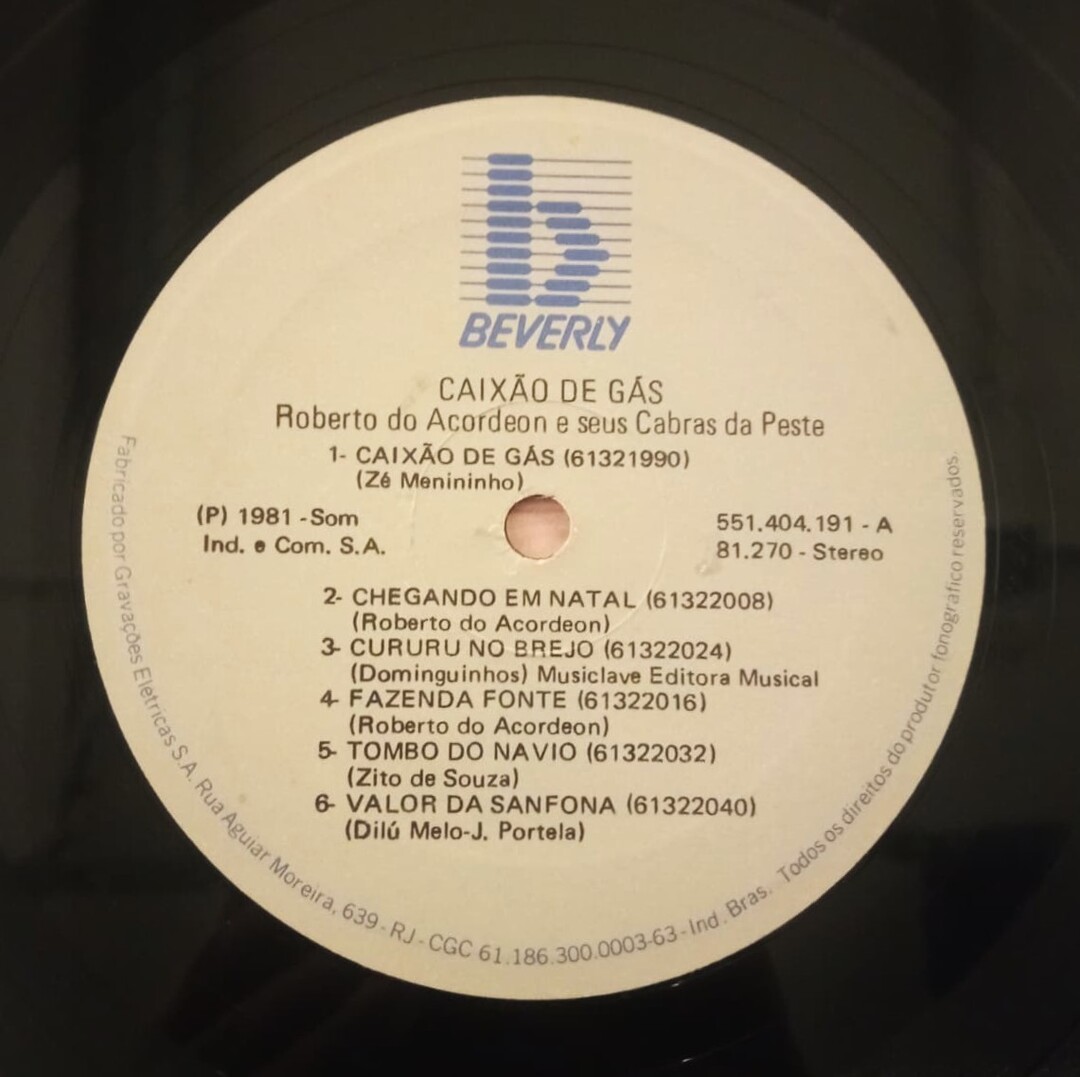 BEVERLY
CAIXÃO DE GÁS
Roberto do Acordeon e seus Cabras da Peste
1- CAIXÃO DE GÁS (61321990)
(Zé Menininho)
(P) 1981 - Som
Ind. e Com. S.A.
551.404.191 - A
81.270 - Stereo
2- CHEGANDO EM NATAL (61322008)
(Roberto do Acordeon)
3- CURURU NO BREJO (61322024)
(Dominguinhos) Musiclave Editora Musical
4- FAZENDA FONTE (61322016)
(Roberto do Acordeon)
5- TOMBO DO NAVIO (61322032)
(Zito de Souza)
6- VALOR DA SANFONA (61322040)
(Dilú Melo-J. Portela)
Fabricado por Gravações Eletricas S.A. Rua Aguiar Moreira, 639 - RJ - CGC 61.186.300.0003-63 - Ind. Bras. Todos os direitos do produtor fonografico reservados.